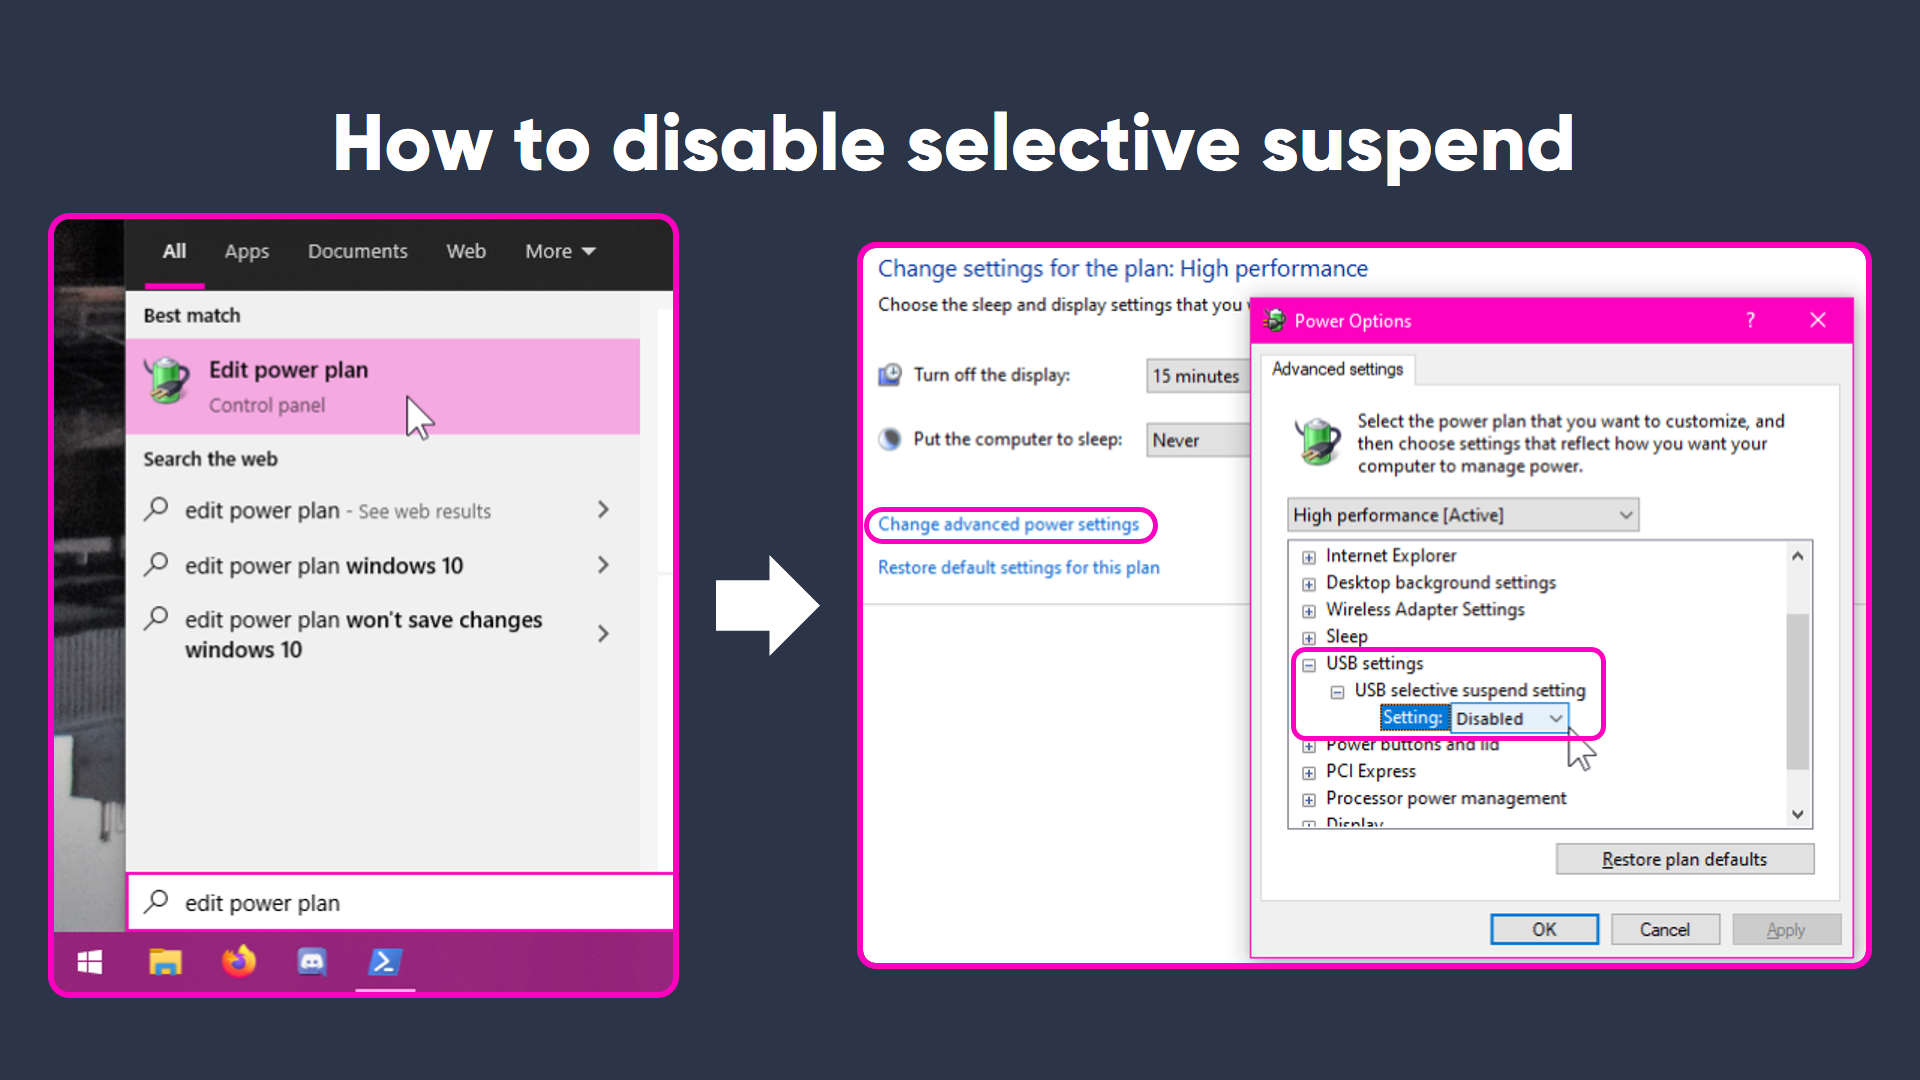 How to disable selective suspend
All Apps Documents Web More
Best match
Edit power plan
Control panel
Search the web
edit power plan - See web results
edit power plan windows 10
edit power plan won't save changes
windows 10
edit power plan
Change settings for the plan: High performance
Choose the sleep and display settings that you
Turn off the display: 15 minutes
Put the computer to sleep: Never
Change advanced power settings
Restore default settings for this plan
Power Options ?
Advanced settings
Select the power plan that you want to customize, and
then choose settings that reflect how you want your
computer to manage power.
High performance [Active]
Internet Explorer
Desktop background settings
Wireless Adapter Settings
Sleep
USB settings
USB selective suspend setting
Setting: Disabled
Power buttons and lid
PCI Express
Processor power management
Display
Restore plan defaults
OK Cancel Apply